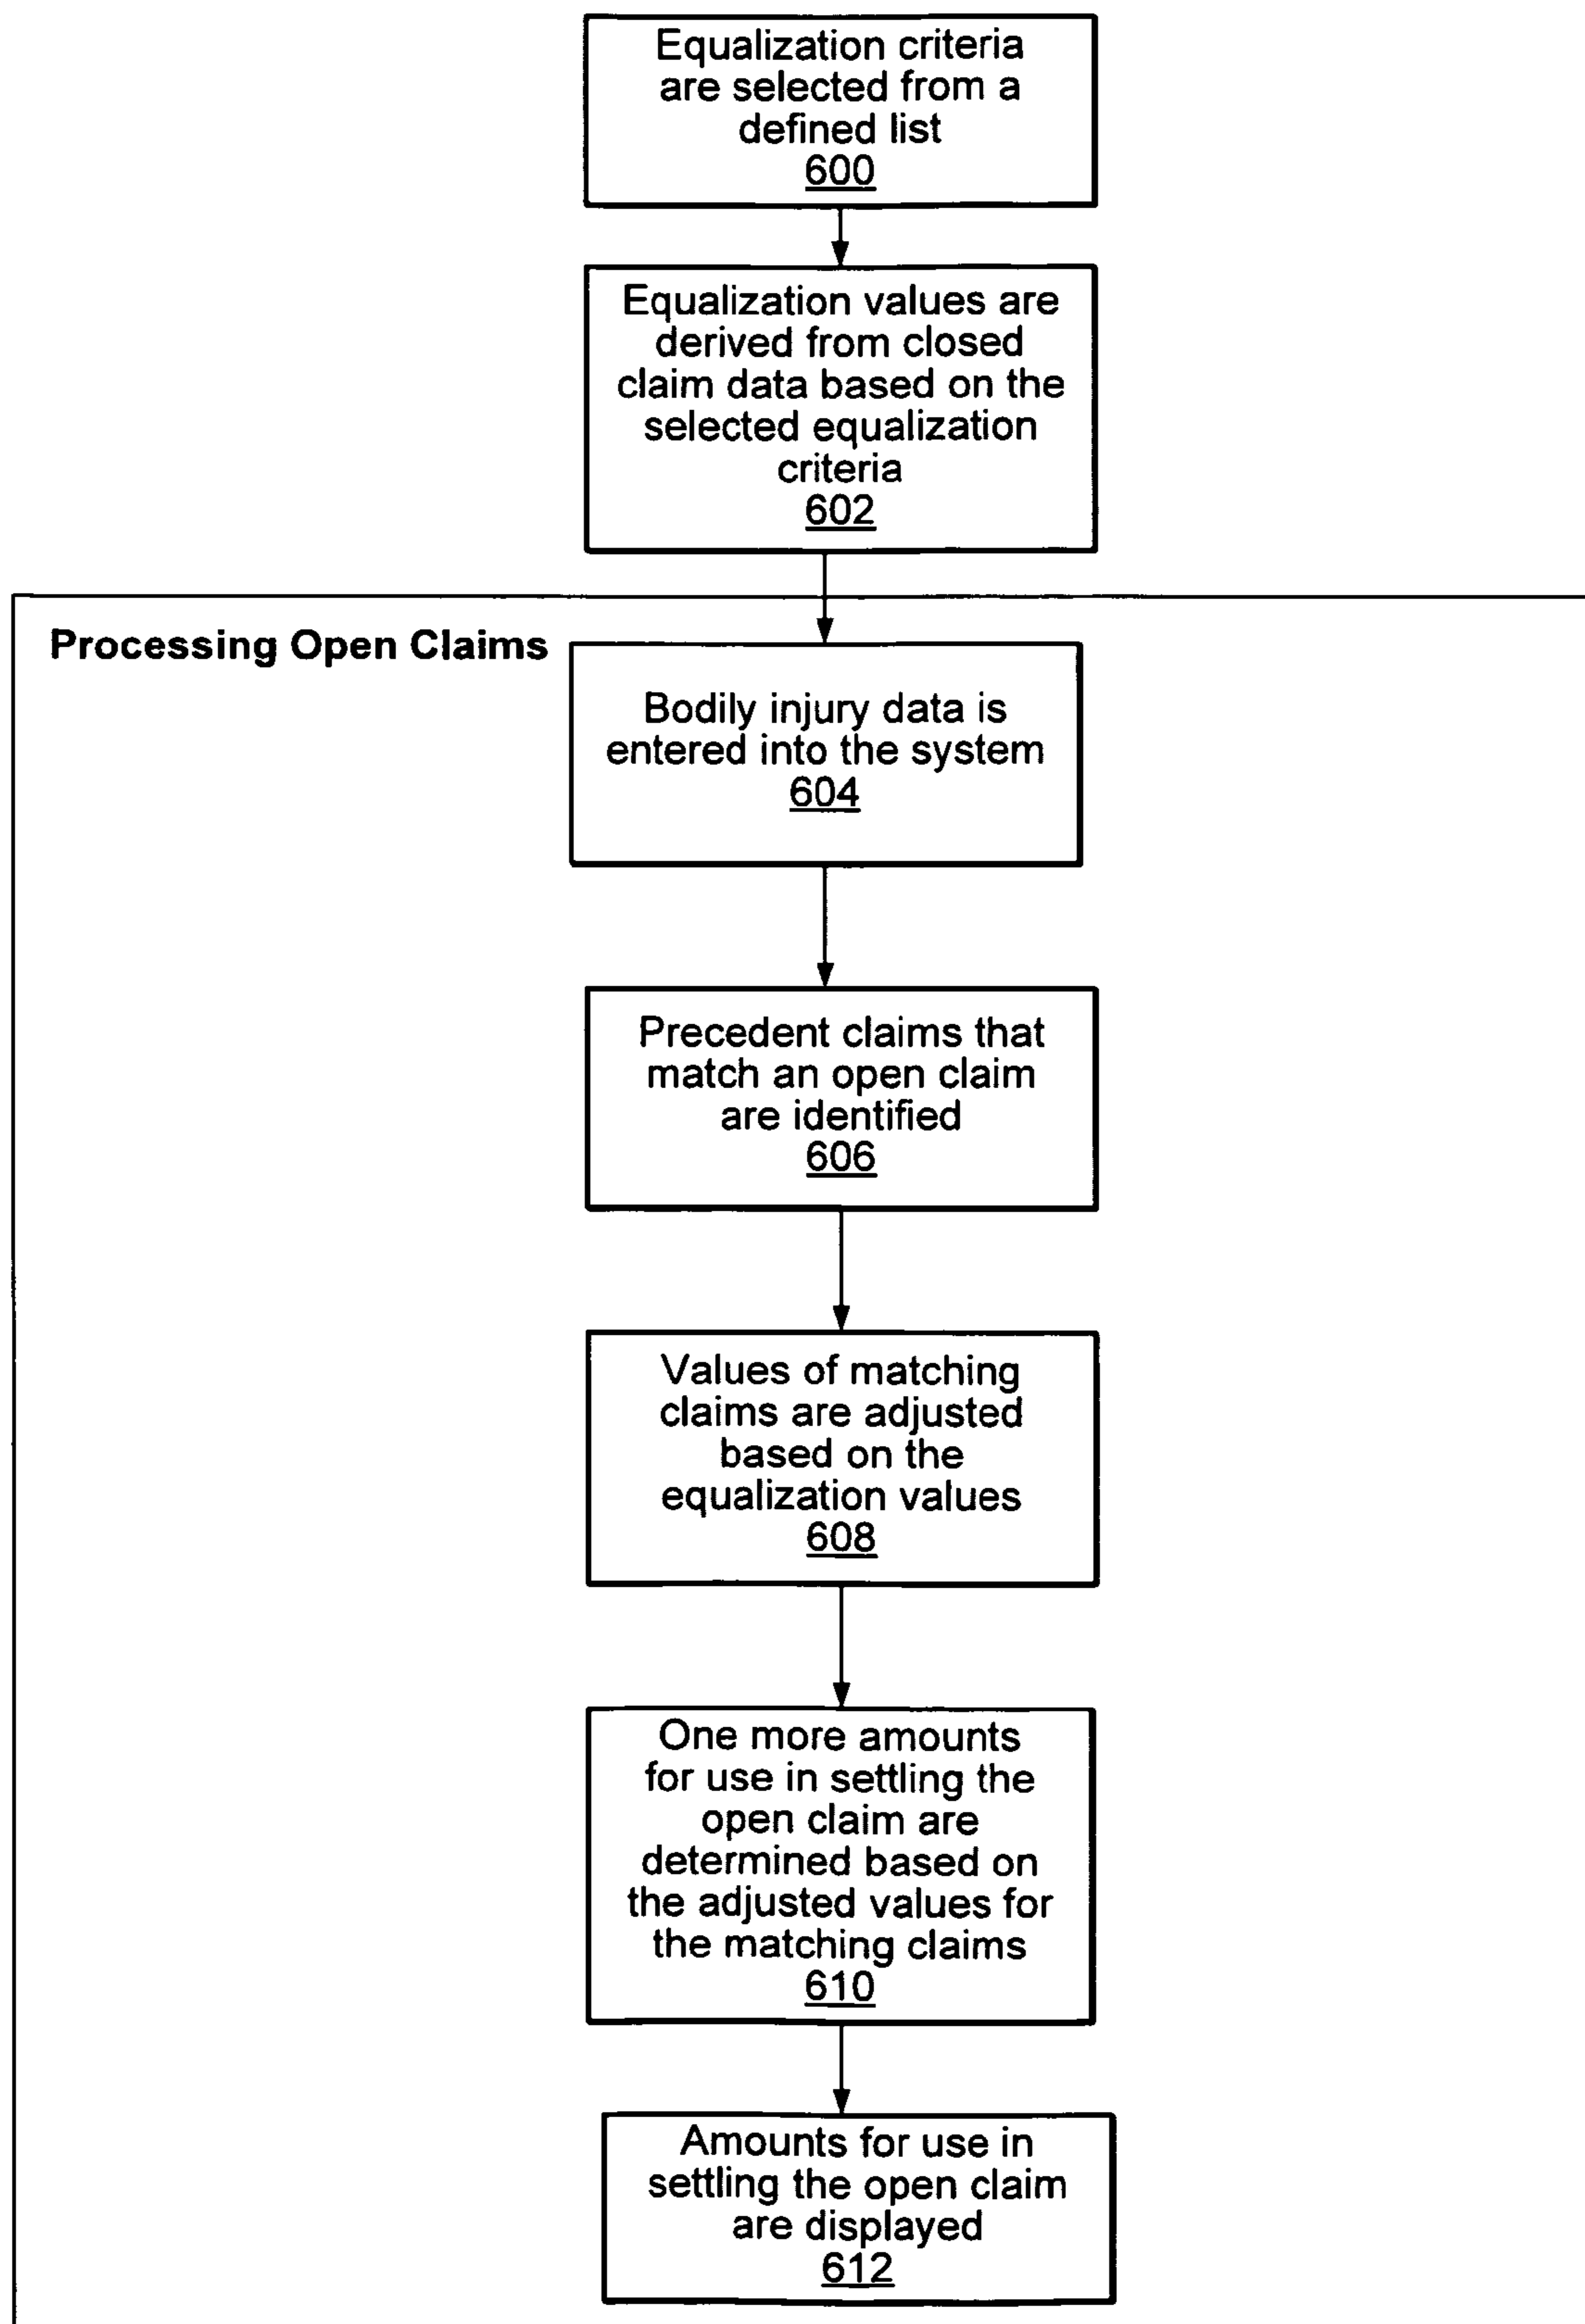 Equalization criteria
are selected from a
defined list
600
Equalization values are
derived from closed
claim data based on the
selected equalization
criteria
602
Processing Open Claims
Bodily injury data is
entered into the system
604
Precedent claims that
match an open claim
are identified
606
Values of matching
claims are adjusted
based on the
equalization values
608
One more amounts
for use in settling the
open claim are
determined based on
the adjusted values for
the matching claims
610
Amounts for use in
settling the open claim
are displayed
612